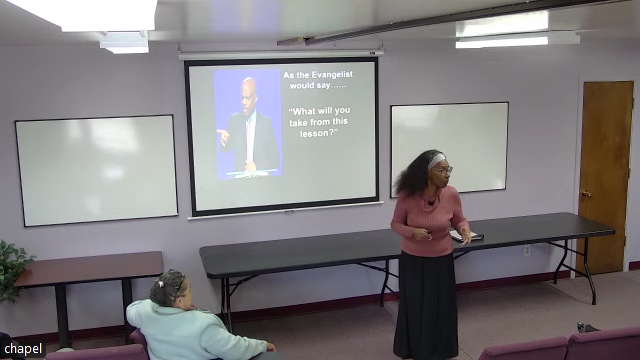 As the Evangelist
would say......
"What will you
take from this
lesson?"
chapel